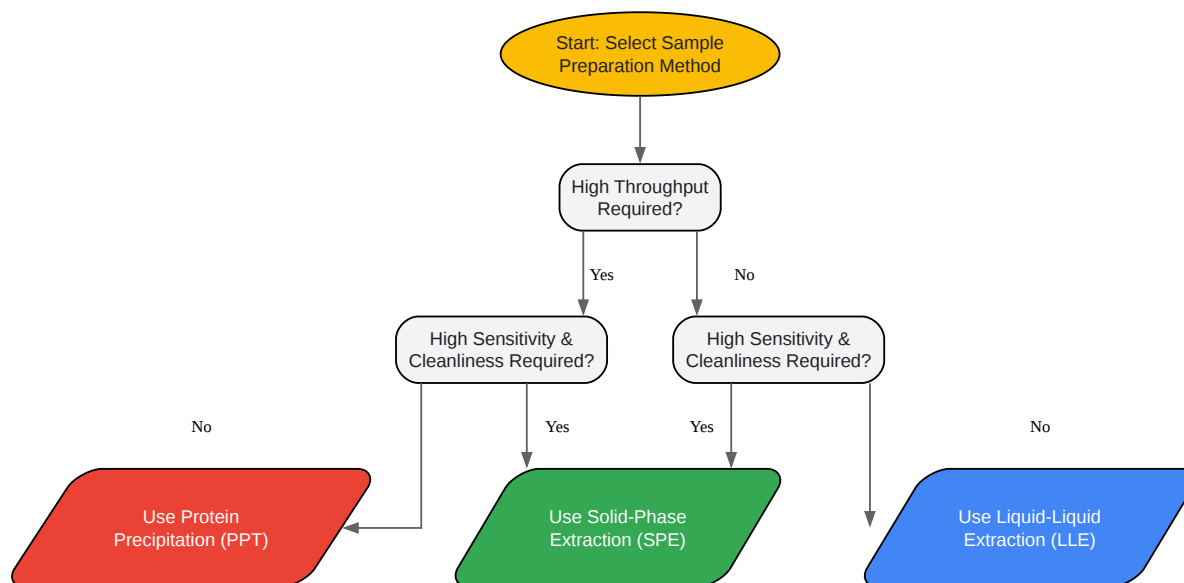 Start: Select Sample
Preparation Method
High Throughput
Required?
Yes
No
High Sensitivity &
Cleanliness Required?
High Sensitivity &
Cleanliness Required?
No
Yes
Yes
No
Use Protein
Precipitation (PPT)
Use Solid-Phase
Extraction (SPE)
Use Liquid-Liquid
Extraction (LLE)